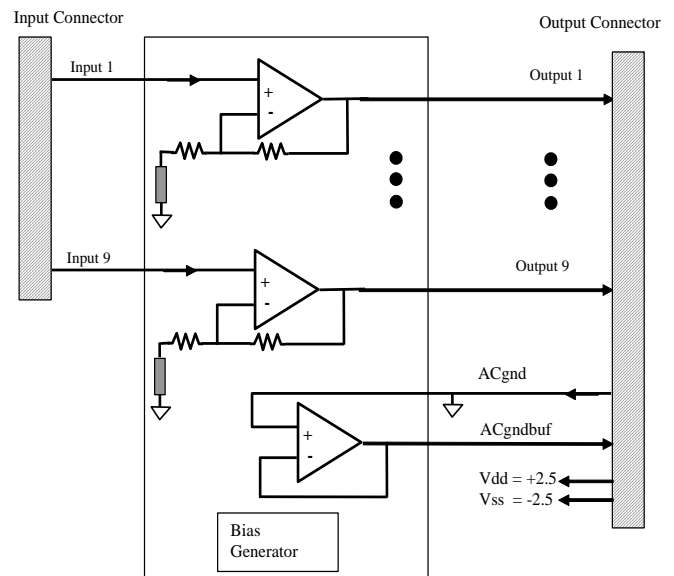 Input Connector
Output Connector
Input 1
Output 1
+
-
Input 9
Output 9
+
-
ACgnd
+
ACgndbuf
-
Vdd = +2.5
Vss = -2.5
Bias
Generator